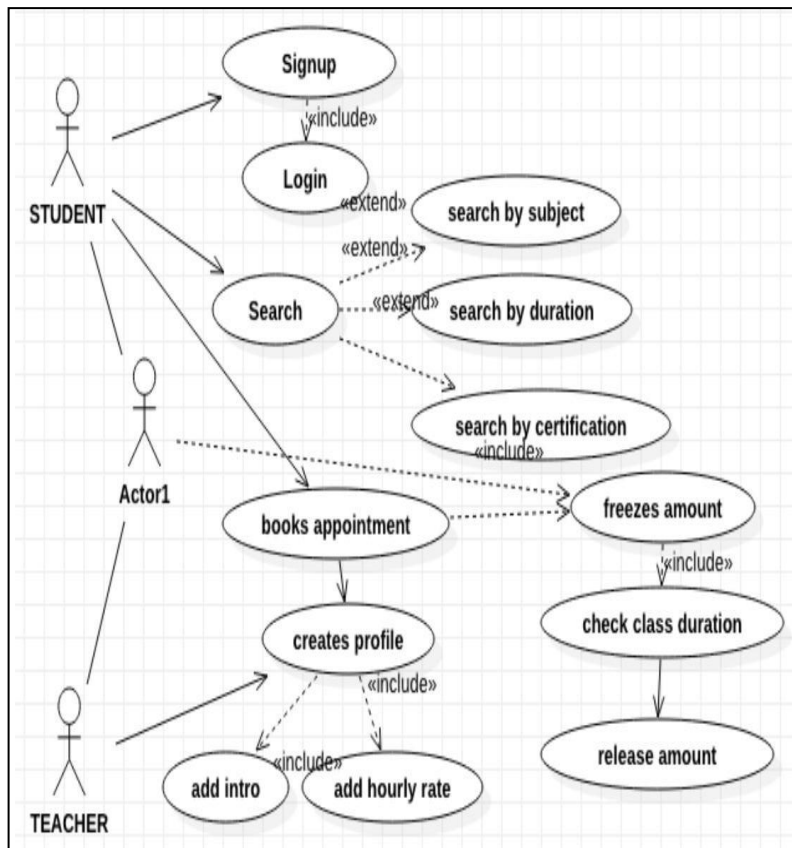 Signup
«include»
Login
STUDENT
«extend»
search by subject
«extend»
Search
«extend»
search by duration
search by certification
«include»
Actor1
books appointment
freezes amount
«include»
check class duration
creates profile
«include»
«include»
add intro
add hourly rate
release amount
TEACHER